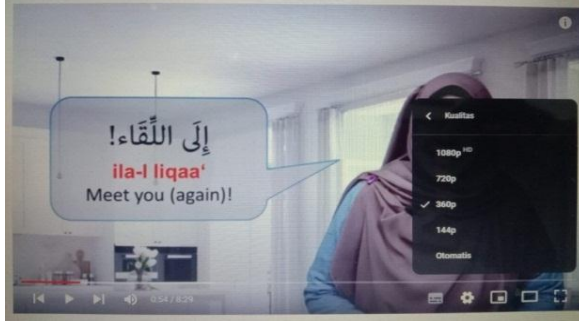 إِلَى اللِّقَاء!
ila-l liqaa‘
Meet you (again)!
Kualitas
1080p HD
720p
360p
144p
Otomatis
0:54 / 8:29